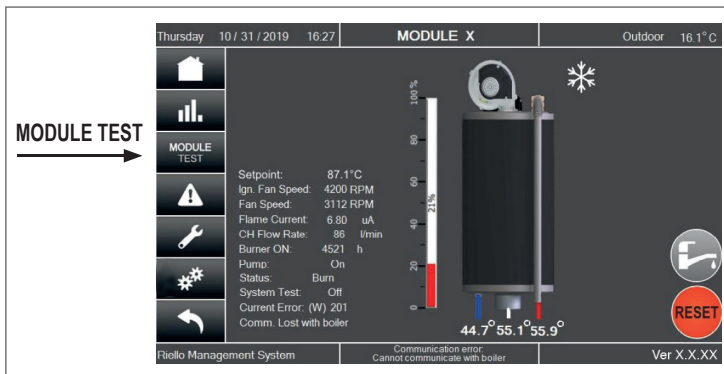 Thursday 10 / 31 / 2019 16:27 MODULE X Outdoor 16.1°C
MODULE TEST
MODULE
TEST
Setpoint: 87.1°C
Ign. Fan Speed: 4200 RPM
Fan Speed: 3112 RPM
Flame Current: 6.80 uA
CH Flow Rate: 86 l/min
Burner ON: 4521 h
Pump: On
Status: Burn
System Test: Off
Current Error: (W) 201
Comm. Lost with boiler
100 %
80
60
40
20
0
21%
44.7° 55.1° 55.9°
RESET
Riello Management System
Communication error:
Cannot communicate with boiler
Ver X.X.XX